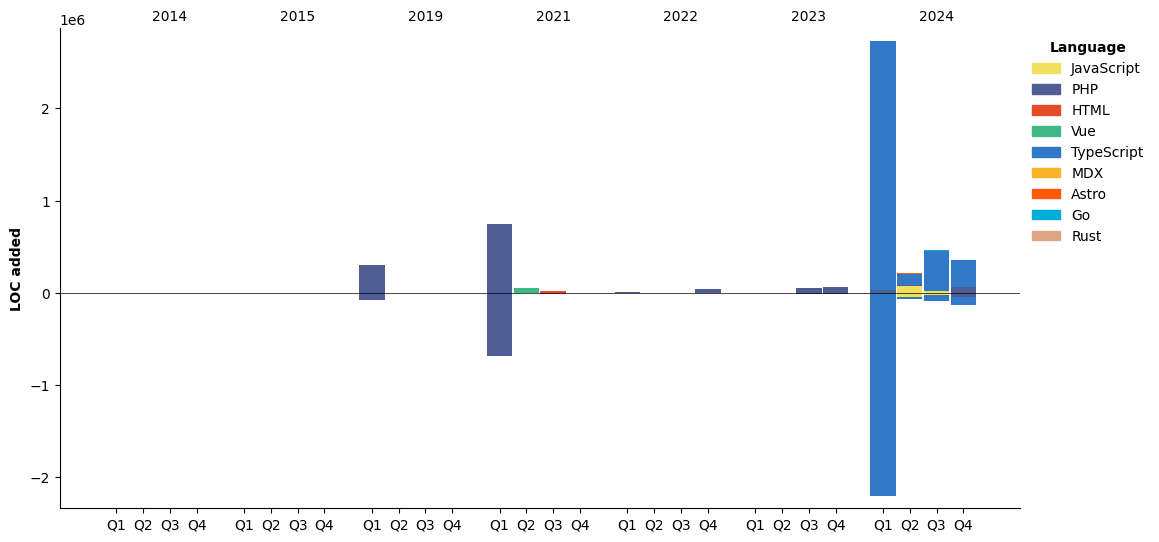 1e6
2014 2015 2019 2021 2022 2023 2024
Language
JavaScript
PHP
HTML
Vue
TypeScript
MDX
Astro
Go
Rust
LOC added
2
1
0
−1
−2
Q1 Q2 Q3 Q4 Q1 Q2 Q3 Q4 Q1 Q2 Q3 Q4 Q1 Q2 Q3 Q4 Q1 Q2 Q3 Q4 Q1 Q2 Q3 Q4 Q1 Q2 Q3 Q4